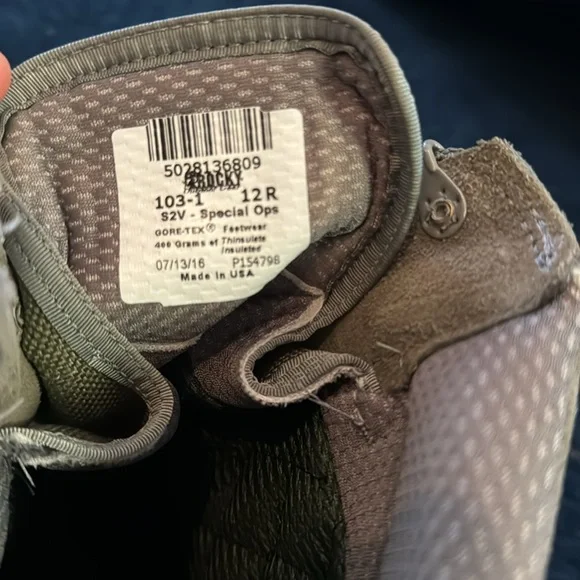 5028136809
ROCKY
103-1 12 R
S2V - Special Ops
GORE-TEX® Footwear
400 Grams of Thinsulate
Insulated
07/13/16 P154798
Made in USA